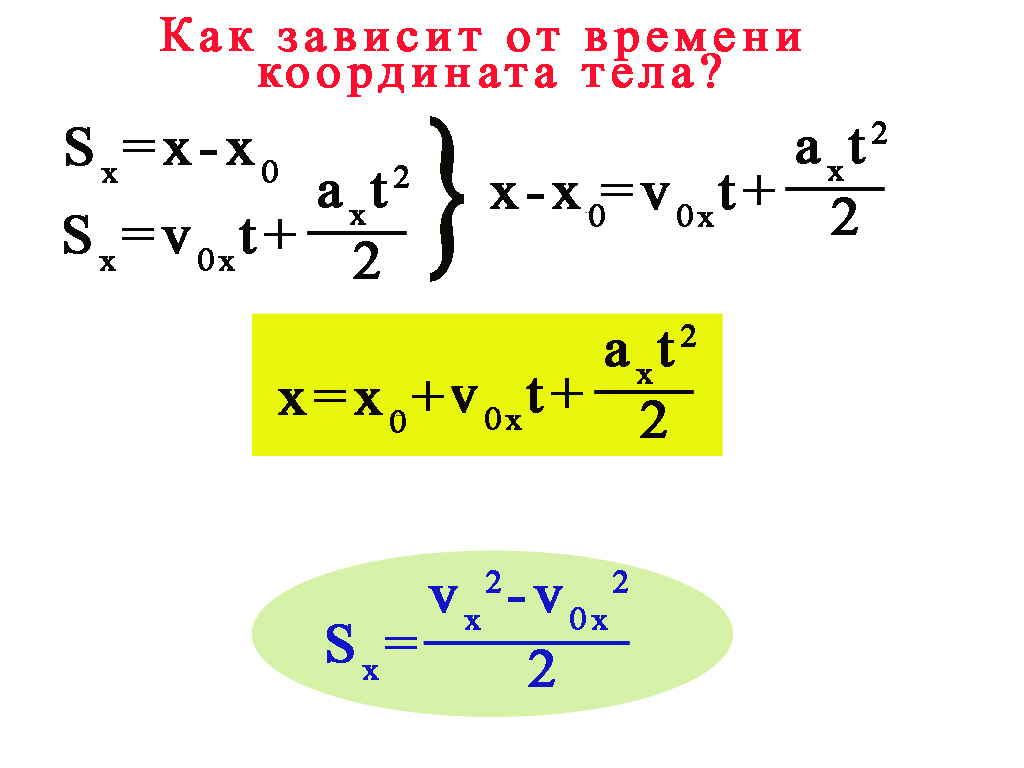 Как зависит от времени
координата тела?
Sₓ=x-x₀
Sₓ=v₀ₓt+aₓt²/2
} x-x₀=v₀ₓt+aₓt²/2
x=x₀+v₀ₓt+aₓt²/2
Sₓ=(vₓ²-v₀ₓ²)/2